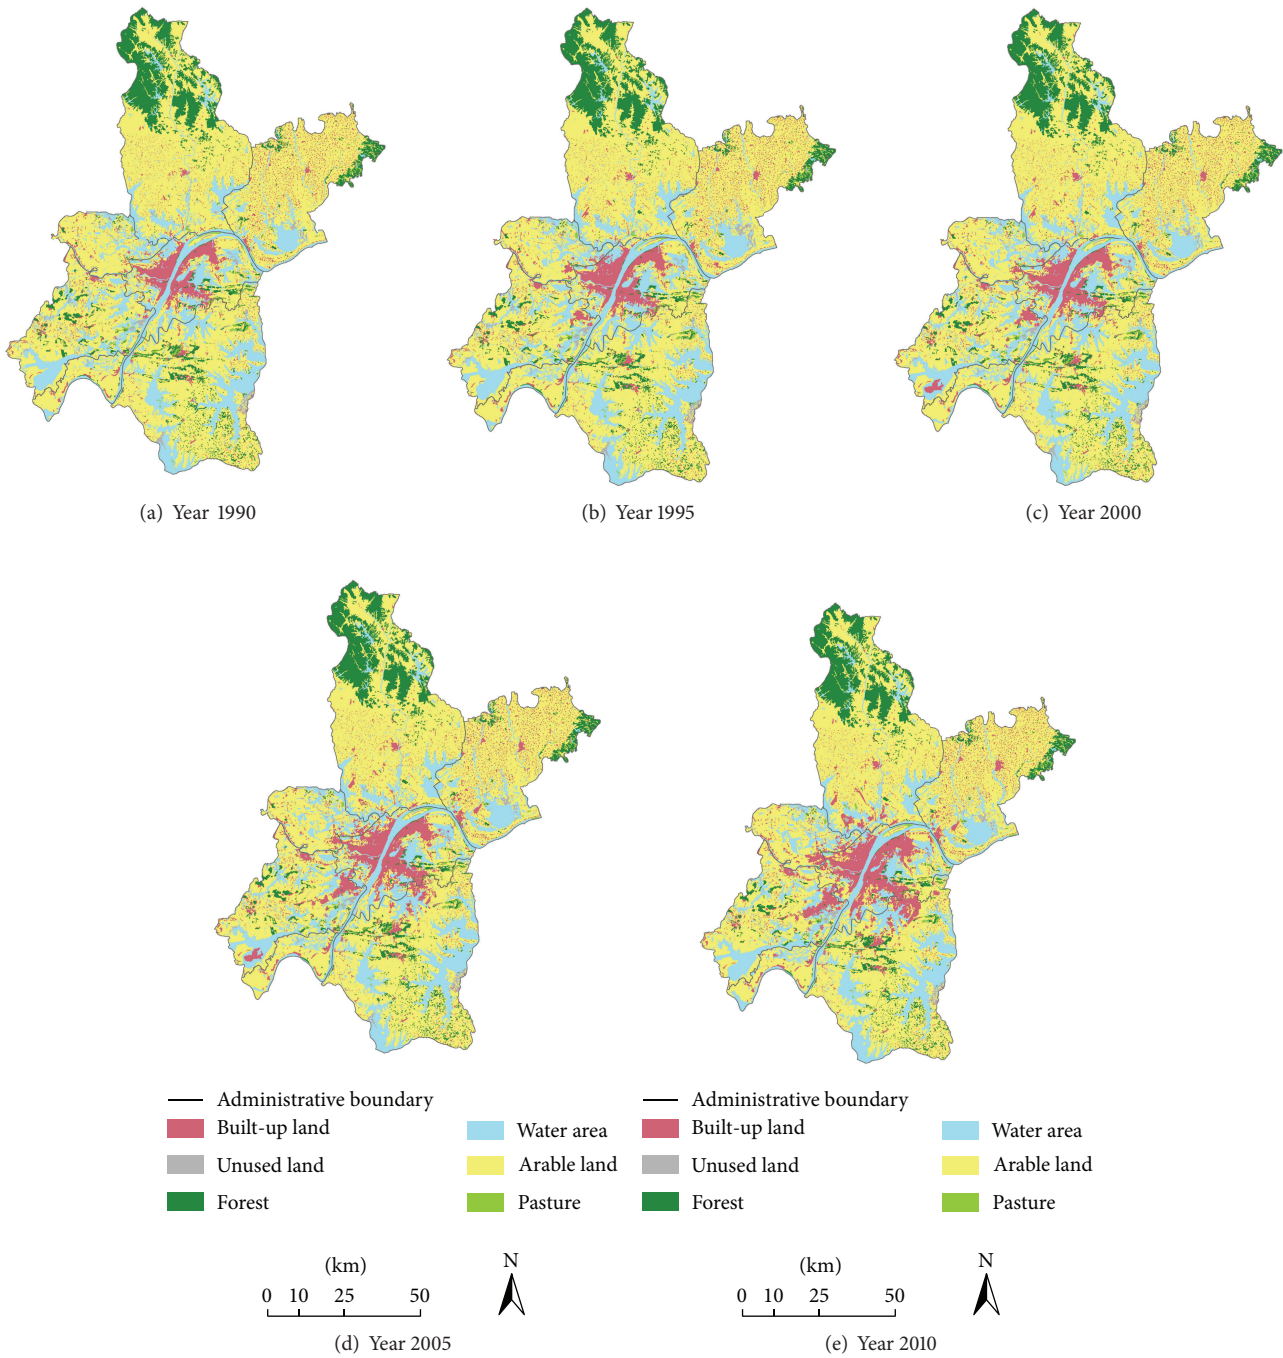 (a) Year 1990
(b) Year 1995
(c) Year 2000
Administrative boundary
Built-up land
Unused land
Forest
Water area
Arable land
Pasture
Administrative boundary
Built-up land
Unused land
Forest
Water area
Arable land
Pasture
(km)
0 10 25 50
N
(km)
0 10 25 50
N
(d) Year 2005
(e) Year 2010